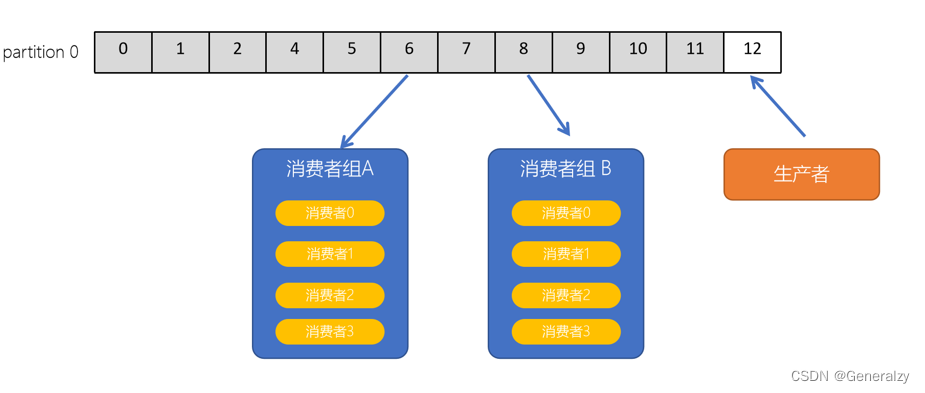 partition 0 0 1 2 4 5 6 7 8 9 10 11 12
消费者组A
消费者0
消费者1
消费者2
消费者3
消费者组 B
消费者0
消费者1
消费者2
消费者3
生产者
CSDN @Generalzy